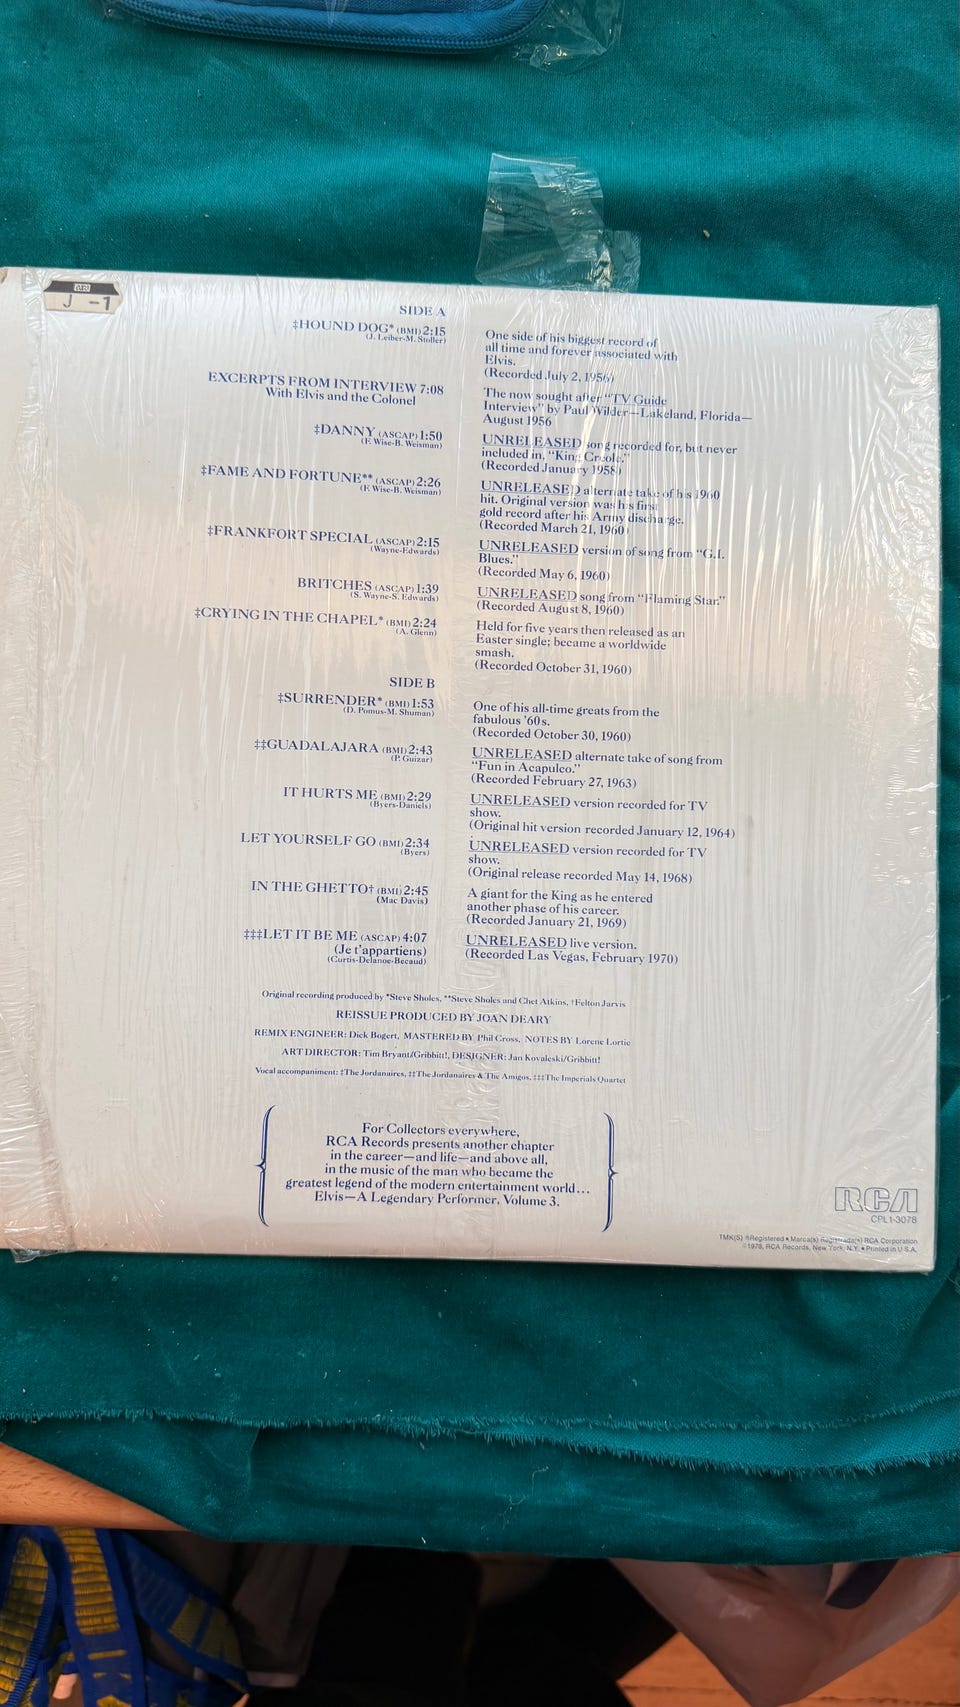 J -1
SIDE A
‡HOUND DOG* (BMI) 2:15
(J. Leiber-M. Stoller)
One side of his biggest record of
all time and forever associated with
Elvis.
(Recorded July 2, 1956)
EXCERPTS FROM INTERVIEW 7:08
With Elvis and the Colonel
The now sought after "TV Guide
Interview" by Paul Wilder—Lakeland, Florida—
August 1956
‡DANNY (ASCAP) 1:50
(F. Wise-B. Weisman)
UNRELEASED song recorded for, but never
included in, "King Creole."
(Recorded January 1958)
‡FAME AND FORTUNE** (ASCAP) 2:26
(F. Wise-B. Weisman)
UNRELEASED alternate take of his 1960
hit. Original version was his first
gold record after his Army discharge.
(Recorded March 21, 1960)
‡FRANKFORT SPECIAL (ASCAP) 2:15
(Wayne-Edwards)
UNRELEASED version of song from "G.I.
Blues."
(Recorded May 6, 1960)
BRITCHES (ASCAP) 1:39
(S. Wayne-S. Edwards)
UNRELEASED song from "Flaming Star."
(Recorded August 8, 1960)
‡CRYING IN THE CHAPEL* (BMI) 2:24
(A. Glenn)
Held for five years then released as an
Easter single; became a worldwide
smash.
(Recorded October 31, 1960)
SIDE B
‡SURRENDER* (BMI) 1:53
(D. Pomus-M. Shuman)
One of his all-time greats from the
fabulous '60s.
(Recorded October 30, 1960)
‡‡GUADALAJARA (BMI) 2:43
(P. Guizar)
UNRELEASED alternate take of song from
"Fun in Acapulco."
(Recorded February 27, 1963)
IT HURTS ME (BMI) 2:29
(Byers-Daniels)
UNRELEASED version recorded for TV
show.
(Original hit version recorded January 12, 1964)
LET YOURSELF GO (BMI) 2:34
(Byers)
UNRELEASED version recorded for TV
show.
(Original release recorded May 14, 1968)
IN THE GHETTO† (BMI) 2:45
(Mac Davis)
A giant for the King as he entered
another phase of his career.
(Recorded January 21, 1969)
‡‡‡LET IT BE ME (ASCAP) 4:07
(Je t'appartiens)
(Curtis-Delanoe-Becaud)
UNRELEASED live version.
(Recorded Las Vegas, February 1970)
Original recording produced by *Steve Sholes, **Steve Sholes and Chet Atkins, †Felton Jarvis
REISSUE PRODUCED BY JOAN DEARY
REMIX ENGINEER: Dick Bogert, MASTERED BY Phil Cross, NOTES BY Lorene Lortie
ART DIRECTOR: Tim Bryant/Gribbitt!, DESIGNER: Jan Kovaleski/Gribbitt!
Vocal accompaniment: ‡The Jordanaires, ‡‡The Jordanaires & The Amigos, ‡‡‡The Imperials Quartet
For Collectors everywhere,
RCA Records presents another chapter
in the career—and life—and above all,
in the music of the man who became the
greatest legend of the modern entertainment world...
Elvis—A Legendary Performer, Volume 3.
RCA
CPL1-3078
TMK(S) ®Registered • Marca(s) Registrada(s) RCA Corporation
©1978, RCA Records, New York, N.Y. • Printed in U.S.A.